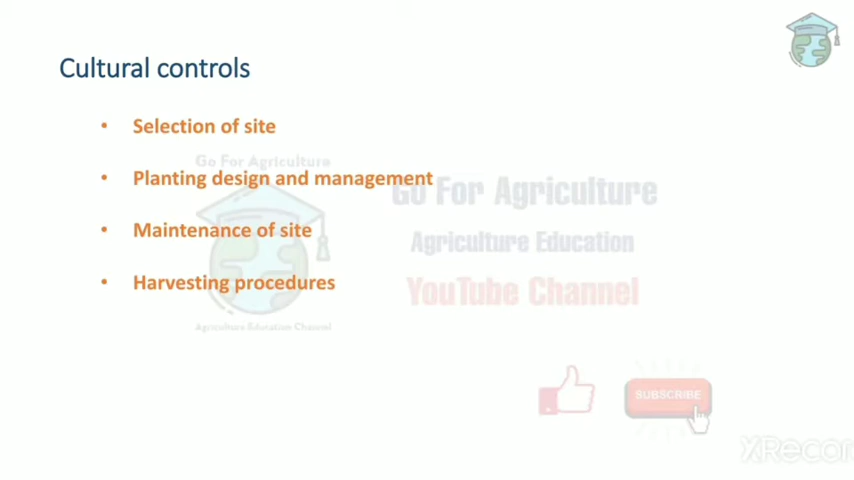 Cultural controls
• Selection of site
Go For Agriculture
• Planting design and management
Go For Agriculture
• Maintenance of site
Agriculture Education
• Harvesting procedures
YouTube Channel
Agriculture Education Channel
SUBSCRIBE
XRecor